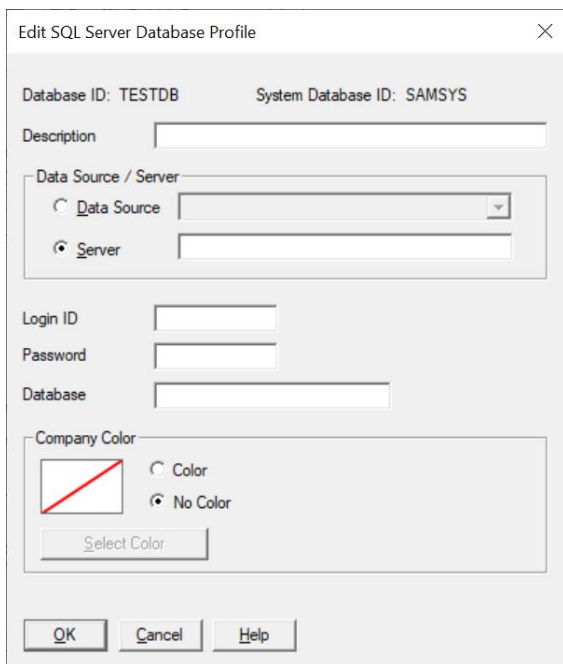 Edit SQL Server Database Profile
Database ID: TESTDB System Database ID: SAMSYS
Description
Data Source / Server
Data Source
Server
Login ID
Password
Database
Company Color
Color
No Color
Select Color
OK Cancel Help